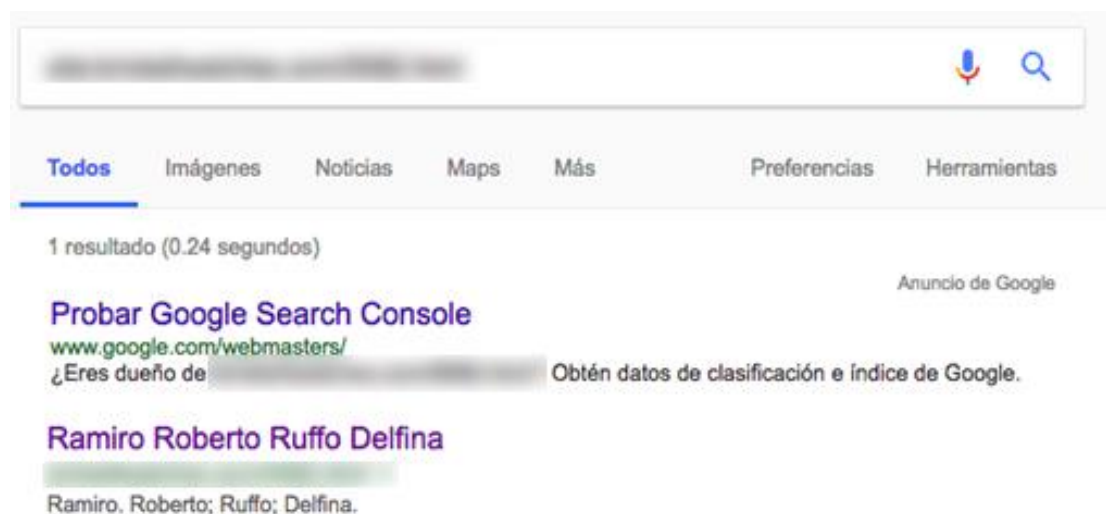 Todos Imágenes Noticias Maps Más Preferencias Herramientas
1 resultado (0.24 segundos)
Anuncio de Google
Probar Google Search Console
www.google.com/webmasters/
¿Eres dueño de Obtén datos de clasificación e índice de Google.
Ramiro Roberto Ruffo Delfina
Ramiro. Roberto; Ruffo; Delfina.